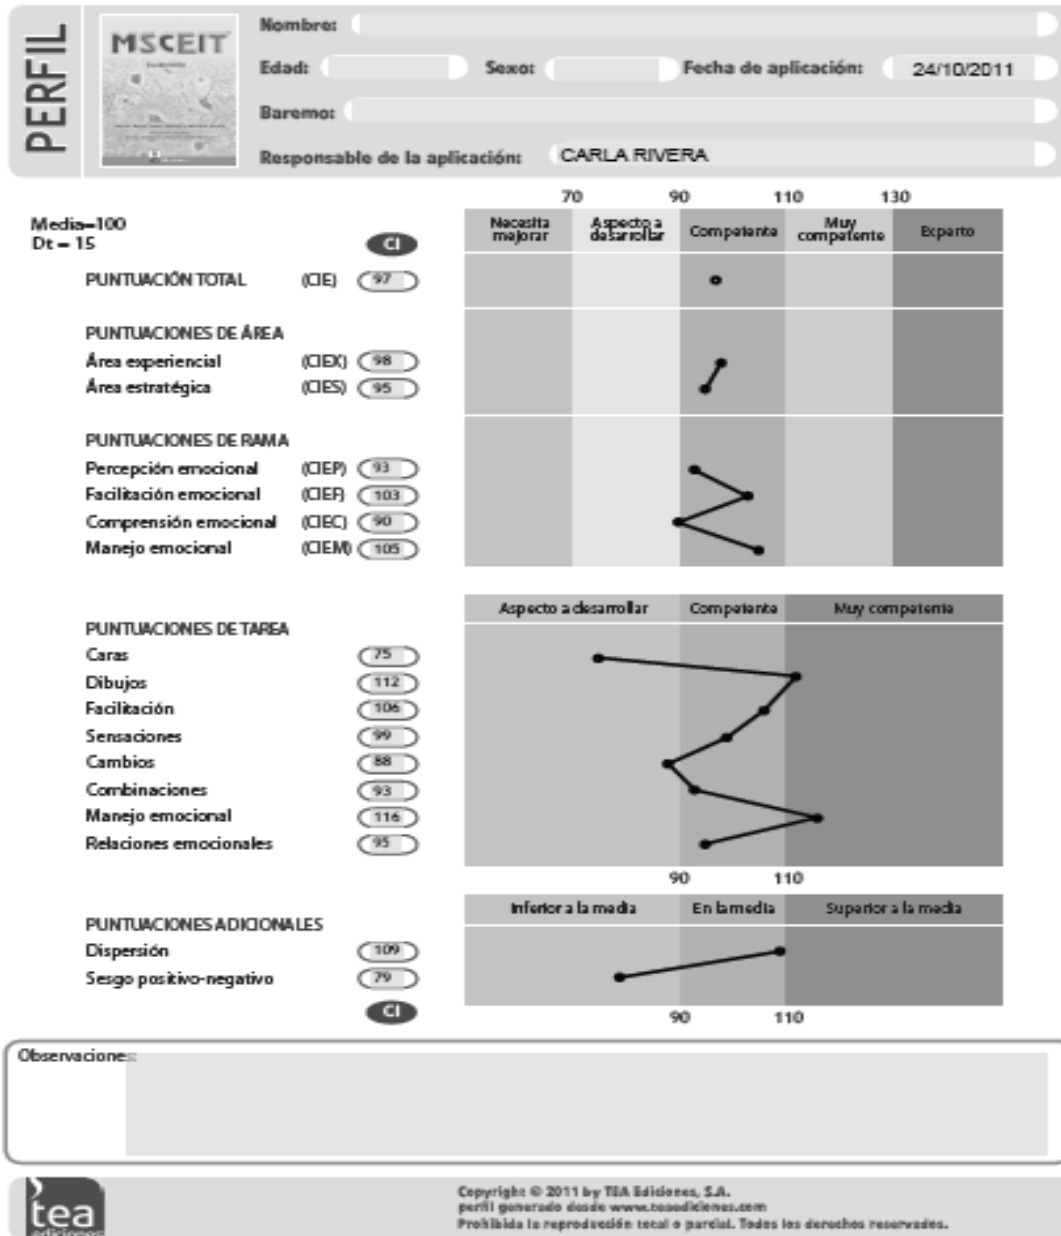 PERFIL
MSCEIT
Nombre:
Edad: Sexo: Fecha de aplicación: 24/10/2011
Baremo:
Responsable de la aplicación: CARLA RIVERA
70 90 110 130
Media=100
Dt = 15
CI
Necesita mejorar Aspecto a desarrollar Competente Muy competente Experto
PUNTUACIÓN TOTAL (CIE) 97
PUNTUACIONES DE ÁREA
Área experiencial (CIEX) 98
Área estratégica (CIES) 95
PUNTUACIONES DE RAMA
Percepción emocional (CIEP) 93
Facilitación emocional (CIEF) 103
Comprensión emocional (CIEC) 90
Manejo emocional (CIEM) 105
Aspecto a desarrollar Competente Muy competente
PUNTUACIONES DE TAREA
Caras 75
Dibujos 112
Facilitación 106
Sensaciones 99
Cambios 88
Combinaciones 93
Manejo emocional 116
Relaciones emocionales 95
90 110
Inferior a la media En la media Superior a la media
PUNTUACIONES ADICIONALES
Dispersión 109
Sesgo positivo-negativo 79
CI
90 110
Observaciones:
tea
ediciones
Copyright © 2011 by TEA Ediciones, S.A.
perfil generado desde www.teaediciones.com
Prohibida la reproducción total o parcial. Todos los derechos reservados.